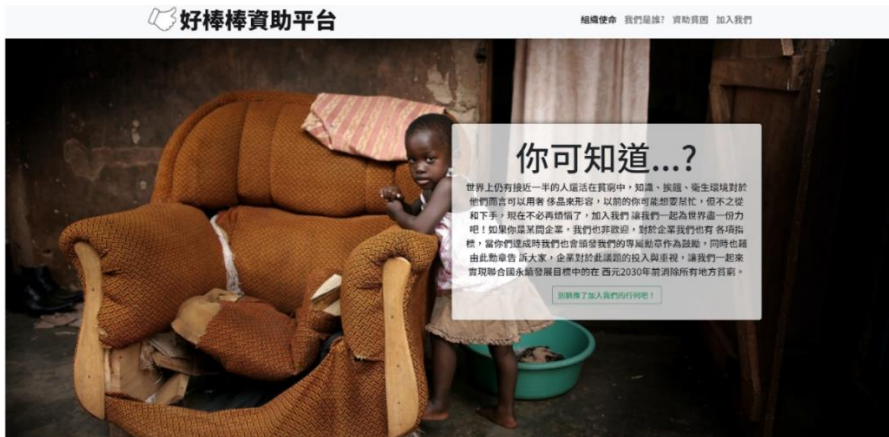 好棒棒資助平台
組織使命 我們是誰? 資助貧困 加入我們
你可知道...?
世界上仍有接近一半的人還活在貧窮中，知識、挨餓、衛生環境對於
他們而言可以用奢 侈品來形容，以前的你可能想要幫忙，但不之從
和下手，現在不必再煩惱了，加入我們 讓我們一起為世界盡一份力
吧！如果你是某間企業，我們也非歡迎，對於企業我們也有 各項指
標，當你們達成時我們也會頒發我們的專屬勳章作為鼓勵，同時也藉
由此勳章告 訴大家，企業對於此議題的投入與重視，讓我們一起來
實現聯合國永續發展目標中的在 西元2030年前消除所有地方貧窮。
別猶豫了加入我們的行列吧！